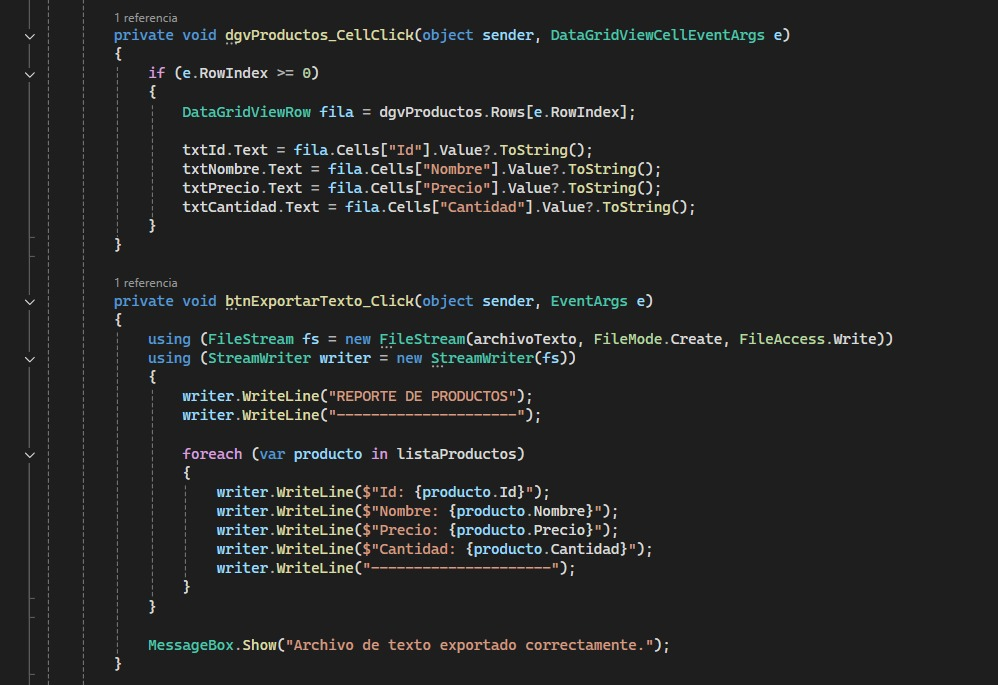 1 referencia
private void dgvProductos_CellClick(object sender, DataGridViewCellEventArgs e)
{
if (e.RowIndex >= 0)
{
DataGridViewRow fila = dgvProductos.Rows[e.RowIndex];
txtId.Text = fila.Cells["Id"].Value?.ToString();
txtNombre.Text = fila.Cells["Nombre"].Value?.ToString();
txtPrecio.Text = fila.Cells["Precio"].Value?.ToString();
txtCantidad.Text = fila.Cells["Cantidad"].Value?.ToString();
}
}
1 referencia
private void btnExportarTexto_Click(object sender, EventArgs e)
{
using (FileStream fs = new FileStream(archivoTexto, FileMode.Create, FileAccess.Write))
using (StreamWriter writer = new StreamWriter(fs))
{
writer.WriteLine("REPORTE DE PRODUCTOS");
writer.WriteLine("---------------------");
foreach (var producto in listaProductos)
{
writer.WriteLine($"Id: {producto.Id}");
writer.WriteLine($"Nombre: {producto.Nombre}");
writer.WriteLine($"Precio: {producto.Precio}");
writer.WriteLine($"Cantidad: {producto.Cantidad}");
writer.WriteLine("---------------------");
}
}
MessageBox.Show("Archivo de texto exportado correctamente.");
}